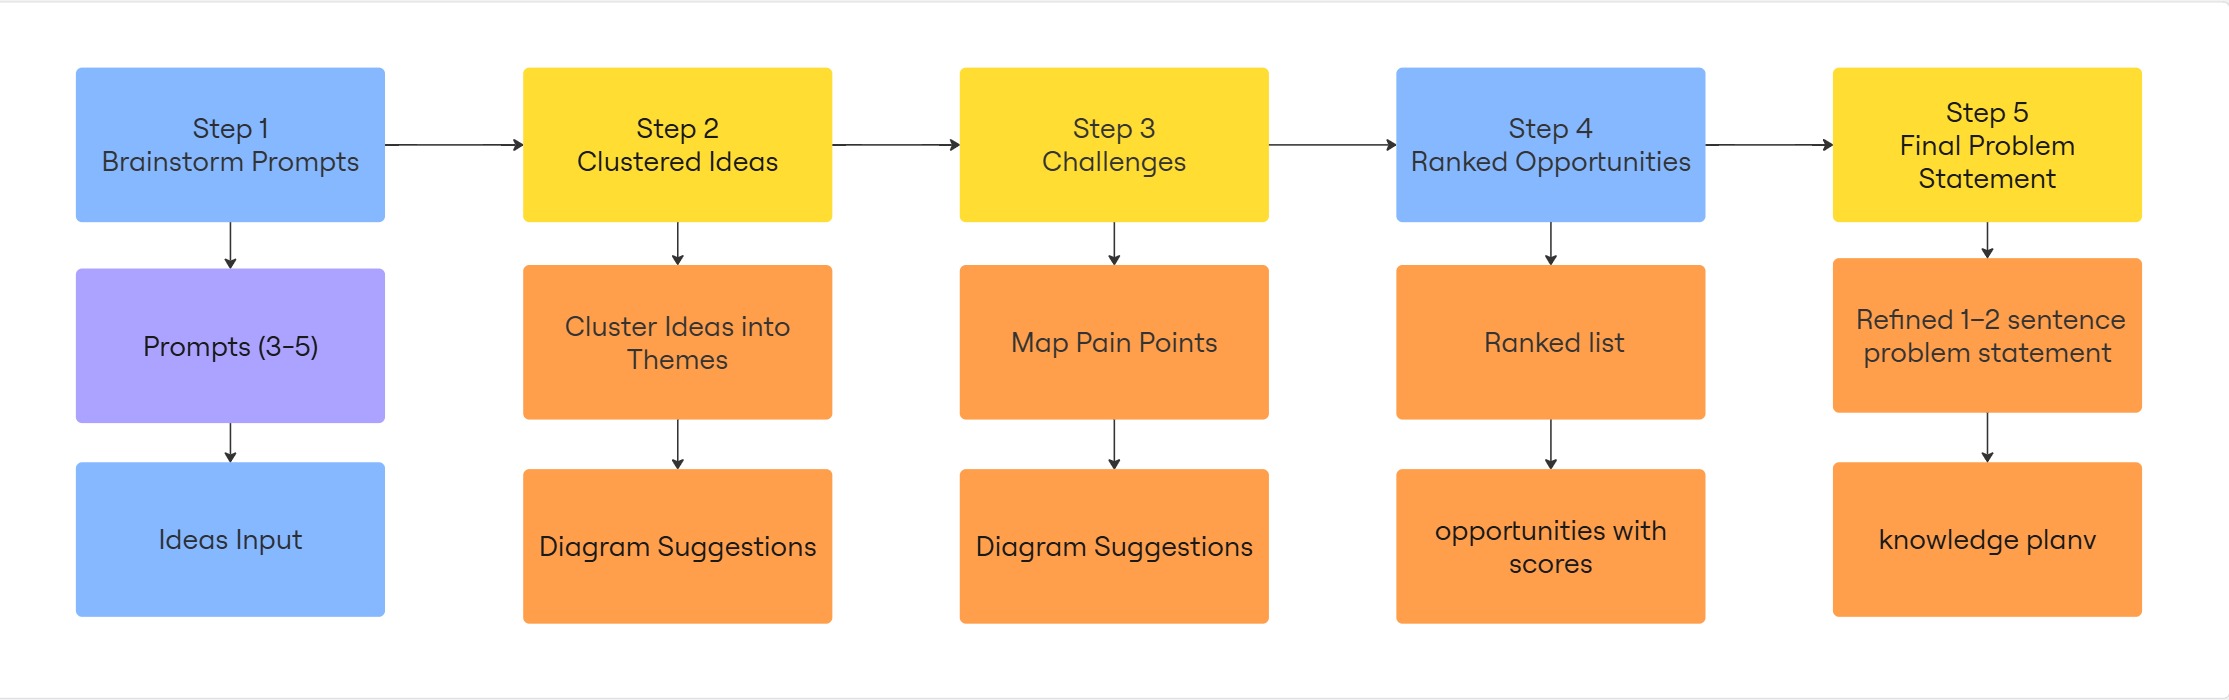 Step 1
Brainstorm Prompts
Step 2
Clustered Ideas
Step 3
Challenges
Step 4
Ranked Opportunities
Step 5
Final Problem
Statement
Prompts (3-5)
Cluster Ideas into
Themes
Map Pain Points
Ranked list
Refined 1–2 sentence
problem statement
Ideas Input
Diagram Suggestions
Diagram Suggestions
opportunities with
scores
knowledge planv